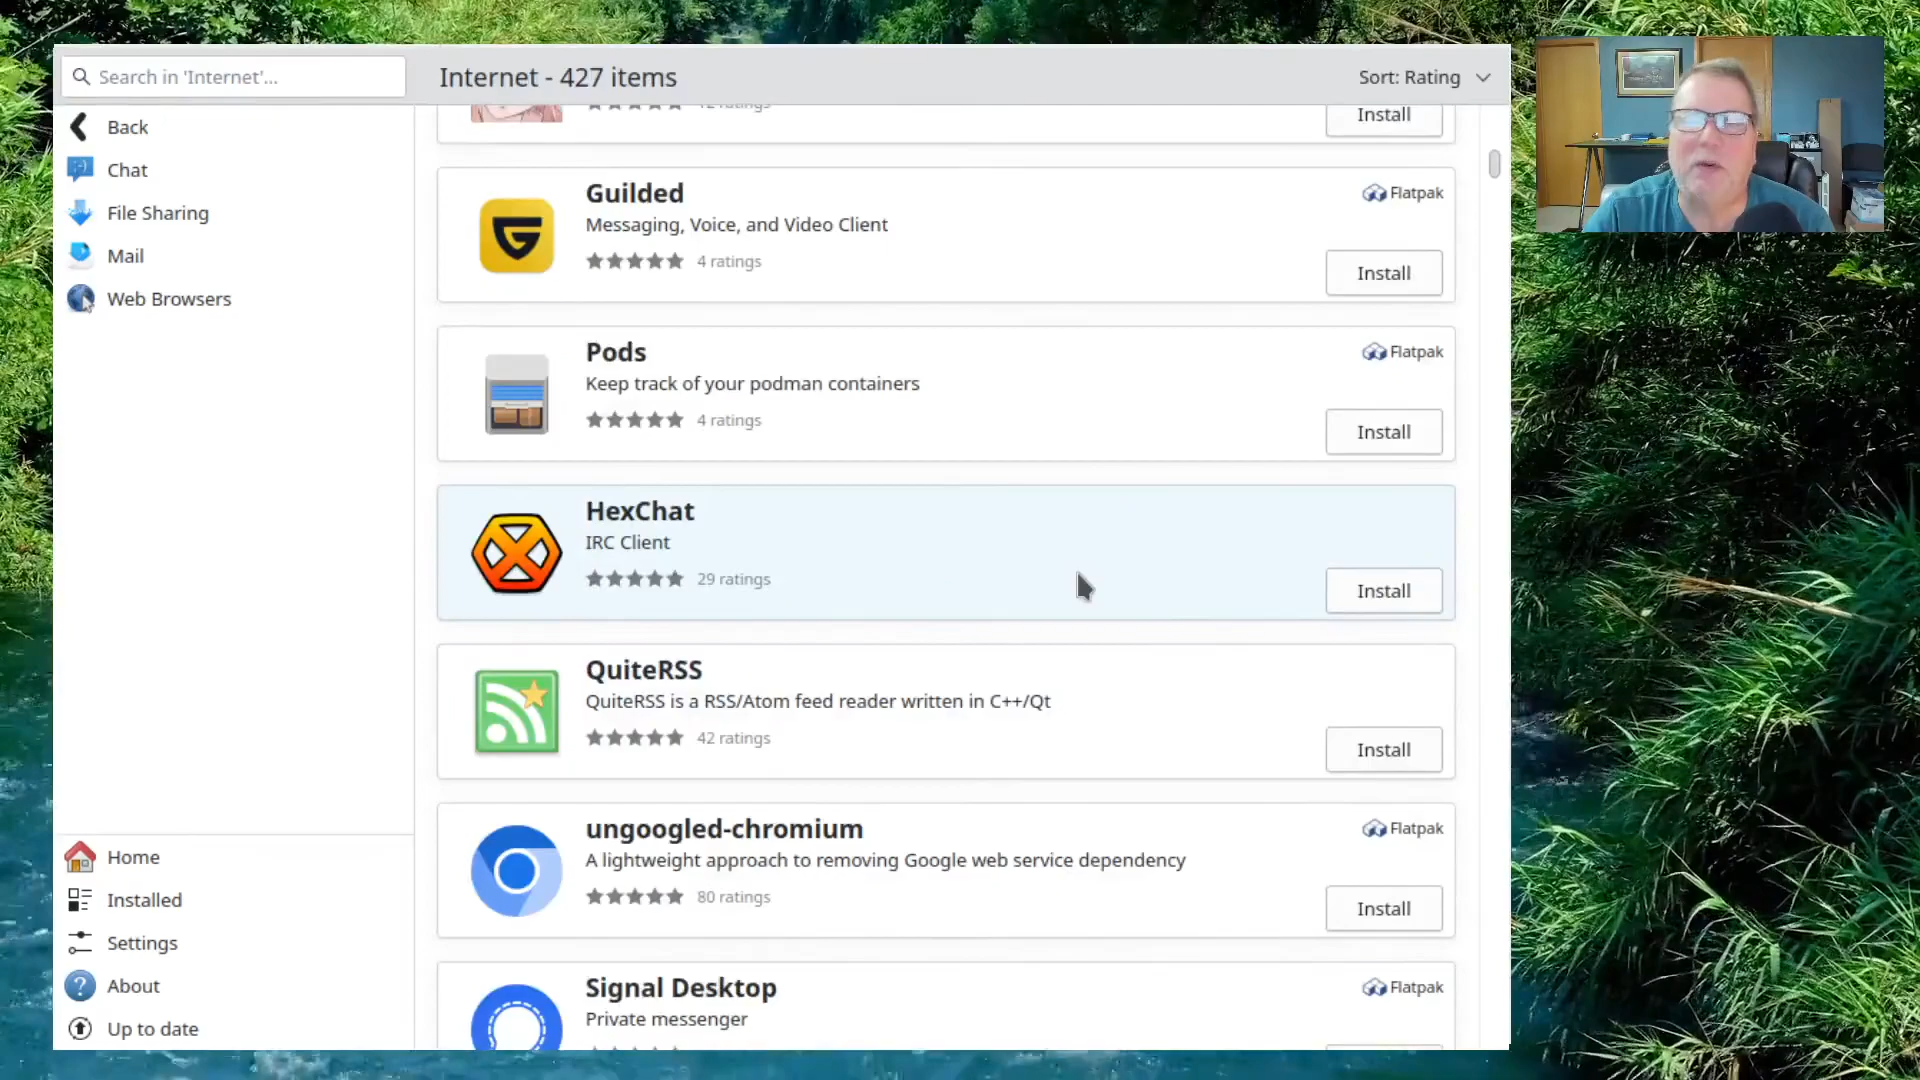 Search in 'Internet'...
Internet - 427 items
Sort: Rating
Back
Chat
File Sharing
Mail
Web Browsers
Home
Installed
Settings
About
Up to date
42 ratings
Install
Guilded
Flatpak
Messaging, Voice, and Video Client
4 ratings
Install
Pods
Flatpak
Keep track of your podman containers
4 ratings
Install
HexChat
IRC Client
29 ratings
Install
QuiteRSS
QuiteRSS is a RSS/Atom feed reader written in C++/Qt
42 ratings
Install
ungoogled-chromium
Flatpak
A lightweight approach to removing Google web service dependency
80 ratings
Install
Signal Desktop
Flatpak
Private messenger